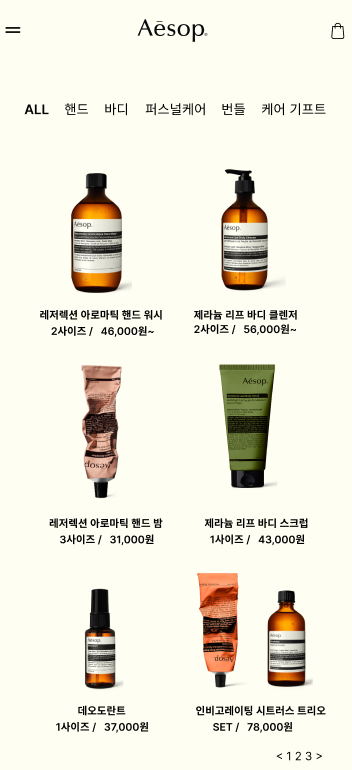 Aēsop.
ALL 핸드 바디 퍼스널케어 번들 케어 기프트
Aēsop.
Aēsop.
레저렉션 아로마틱 핸드 워시
2사이즈 / 46,000원~
제라늄 리프 바디 클렌저
2사이즈 / 56,000원~
Aēsop.
Aēsop.
레저렉션 아로마틱 핸드 밤
3사이즈 / 31,000원
제라늄 리프 바디 스크럽
1사이즈 / 43,000원
Aēsop.
Aēsop.
Aēsop.
데오도란트
1사이즈 / 37,000원
인비고레이팅 시트러스 트리오
SET / 78,000원
< 1 2 3 >